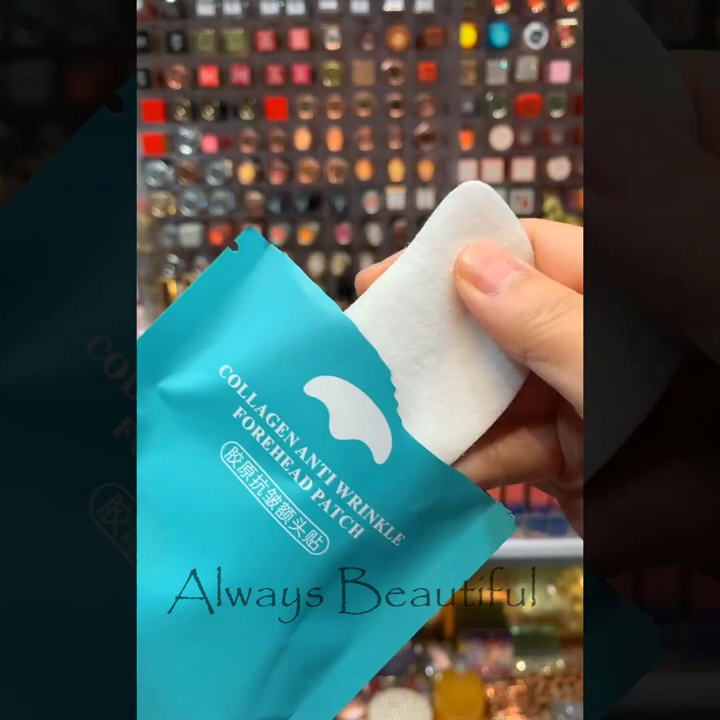 COLLAGEN ANTI WRINKLE
FOREHEAD PATCH
胶原抗皱额头贴
Always Beautiful